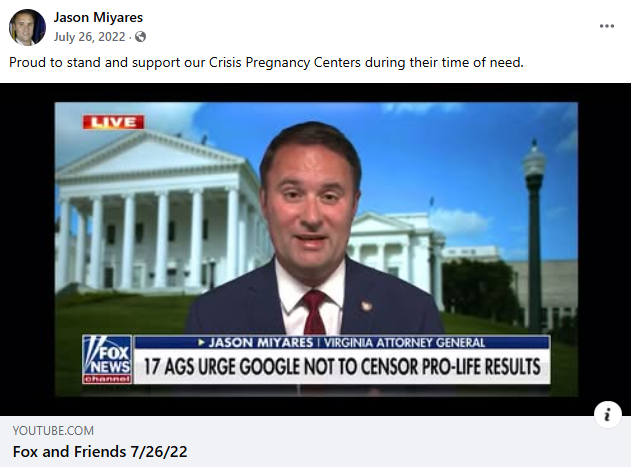 Jason Miyares
July 26, 2022 ·
Proud to stand and support our Crisis Pregnancy Centers during their time of need.
LIVE
JASON MIYARES | VIRGINIA ATTORNEY GENERAL
FOX
NEWS
channel
17 AGS URGE GOOGLE NOT TO CENSOR PRO-LIFE RESULTS
YOUTUBE.COM
Fox and Friends 7/26/22